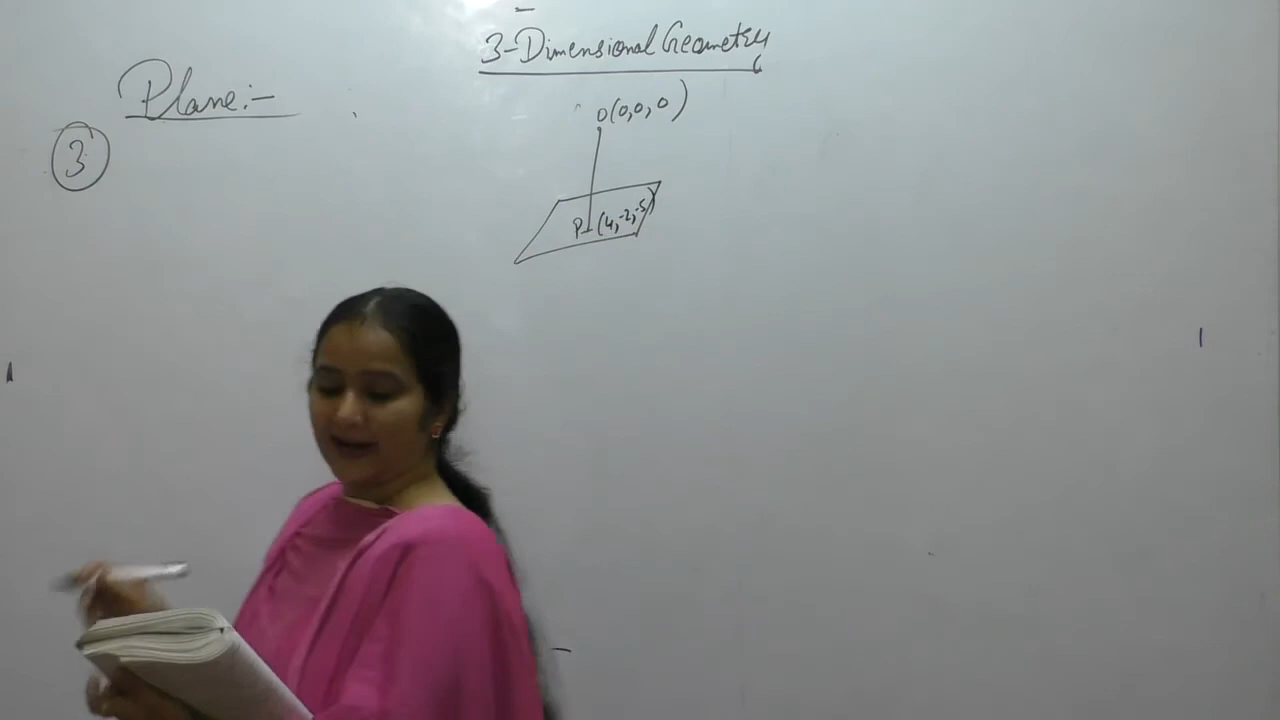 3-Dimensional Geometry
Plane:-
3
O(0,0,0)
P (4,-2,-5)